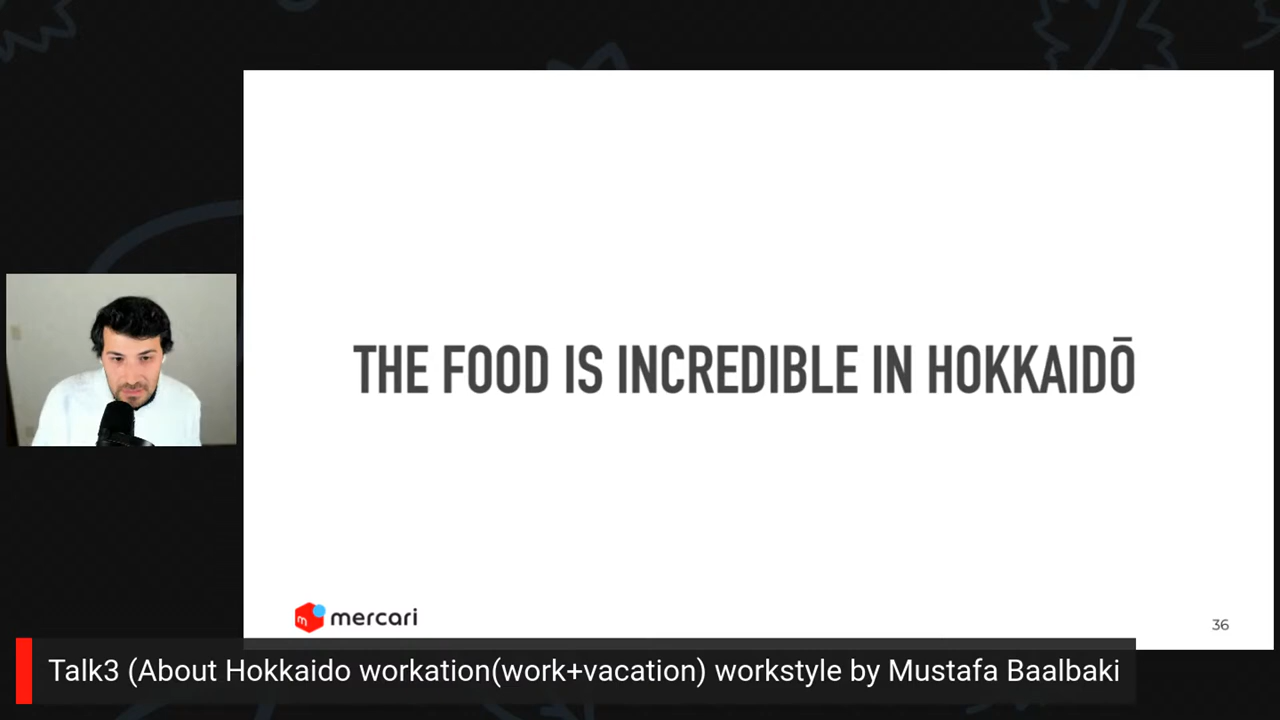 THE FOOD IS INCREDIBLE IN HOKKAIDŌ
m mercari
36
Talk3 (About Hokkaido workation(work+vacation) workstyle by Mustafa Baalbaki